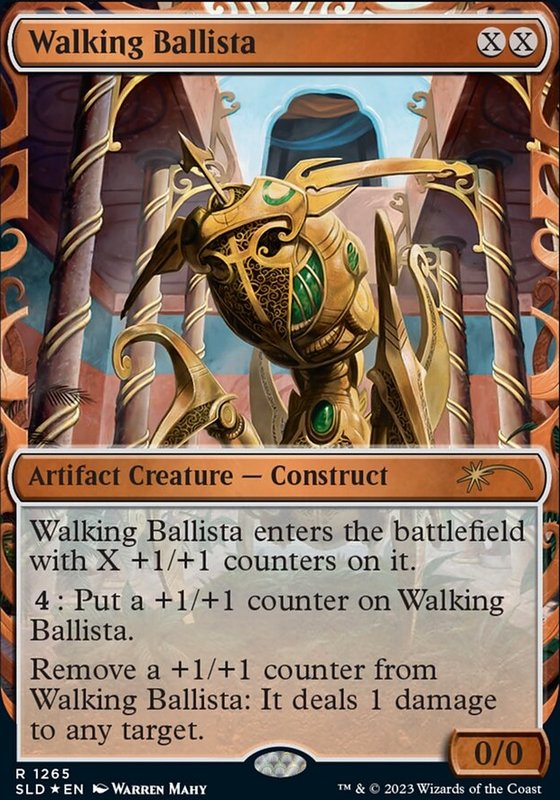 Walking Ballista X X
Artifact Creature — Construct
Walking Ballista enters the battlefield
with X +1/+1 counters on it.
4 : Put a +1/+1 counter on Walking
Ballista.
Remove a +1/+1 counter from
Walking Ballista: It deals 1 damage
to any target.
0/0
R 1265
SLD ★ EN Warren Mahy
™ & © 2023 Wizards of the Coast